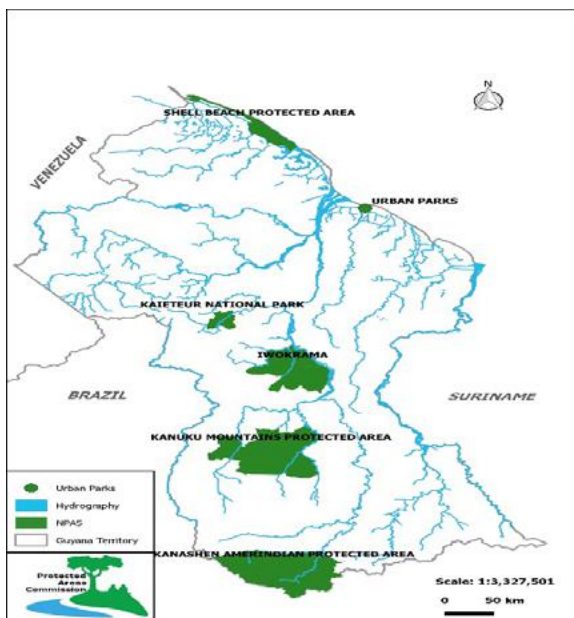 N
SHELL BEACH PROTECTED AREA
VENEZUELA
URBAN PARKS
KAIETEUR NATIONAL PARK
IWOKRAMA
BRAZIL
SURINAME
KANUKU MOUNTAINS PROTECTED AREA
Urban Parks
Hydrography
NPAS
Guyana Territory
KANASHEN AMERINDIAN PROTECTED AREA
Protected
Areas
Commission
Scale: 1:3,327,501
0 50 km